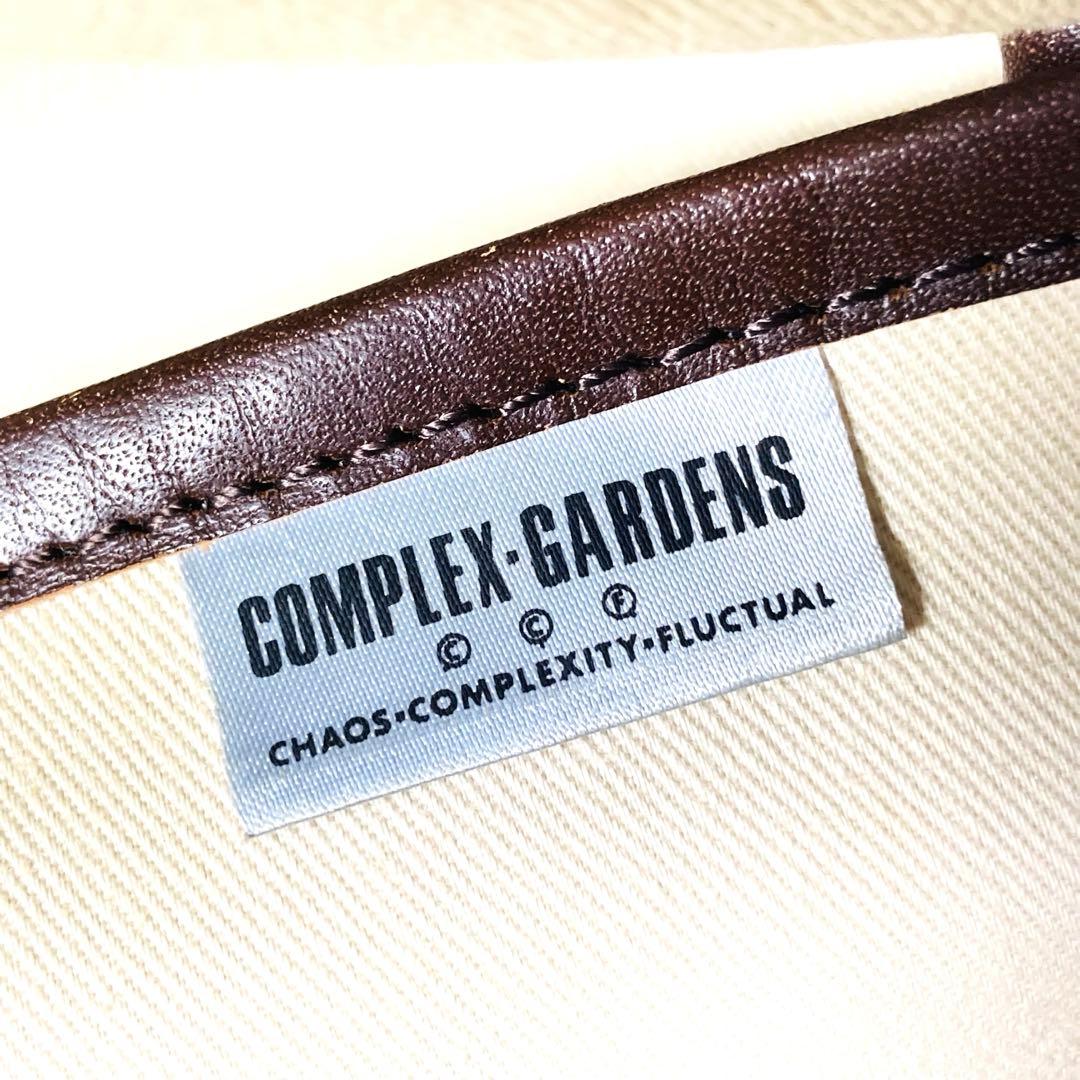 COMPLEX·GARDENS
Ⓒ Ⓒ Ⓕ
CHAOS·COMPLEXITY·FLUCTUAL